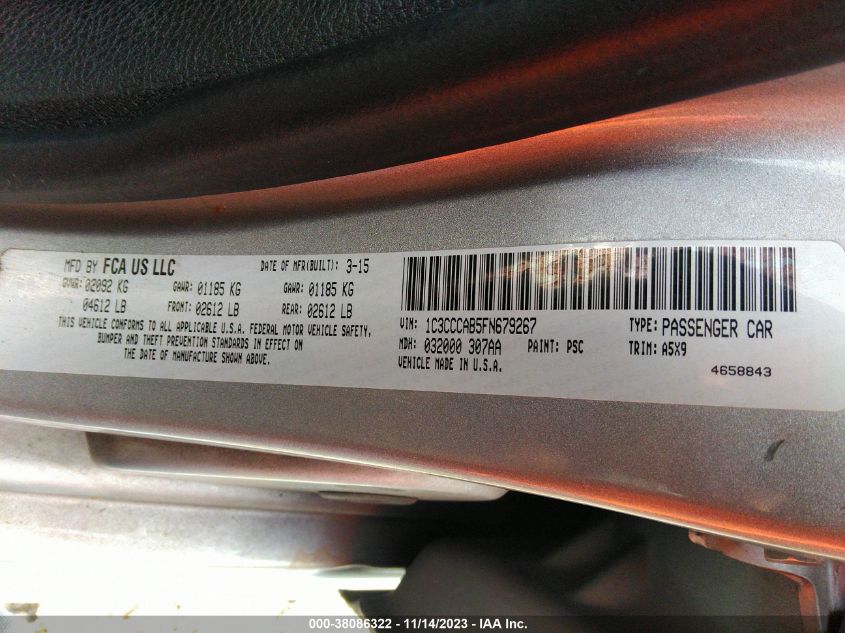 MFD BY FCA US LLC DATE OF MFR(BUILT): 3-15
GVWR: 02092 KG GAWR: 01185 KG GAWR: 01185 KG
04612 LB FRONT: 02612 LB REAR: 02612 LB
THIS VEHICLE CONFORMS TO ALL APPLICABLE U.S.A. FEDERAL MOTOR VEHICLE SAFETY,
BUMPER AND THEFT PREVENTION STANDARDS IN EFFECT ON
THE DATE OF MANUFACTURE SHOWN ABOVE.
VIN: 1C3CCCAB5FN679267 TYPE: PASSENGER CAR
MDH: 032000 307AA PAINT: PSC TRIM: A5X9
VEHICLE MADE IN U.S.A. 4658843
000-38086322 - 11/14/2023 - IAA Inc.